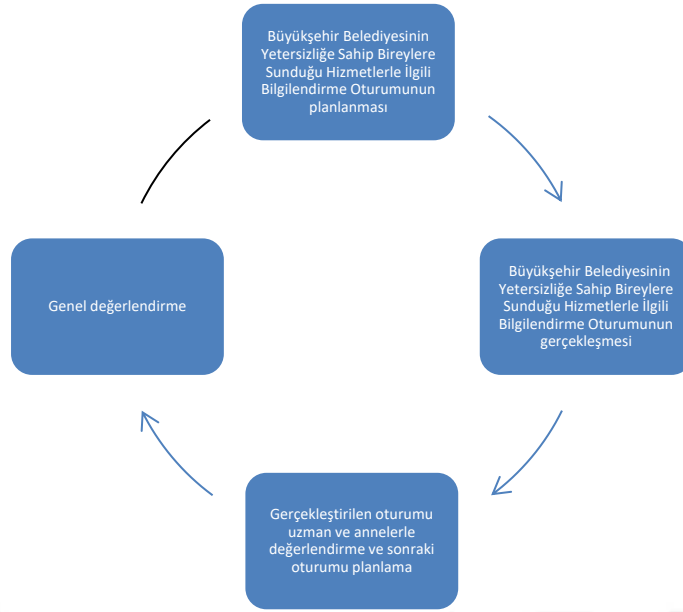 Büyükşehir Belediyesinin
Yetersizliğe Sahip Bireylere
Sunduğu Hizmetlerle İlgili
Bilgilendirme Oturumunun
planlanması
Büyükşehir Belediyesinin
Yetersizliğe Sahip Bireylere
Sunduğu Hizmetlerle İlgili
Bilgilendirme Oturumunun
gerçekleşmesi
Gerçekleştirilen oturumu
uzman ve annelerle
değerlendirme ve sonraki
oturumu planlama
Genel değerlendirme